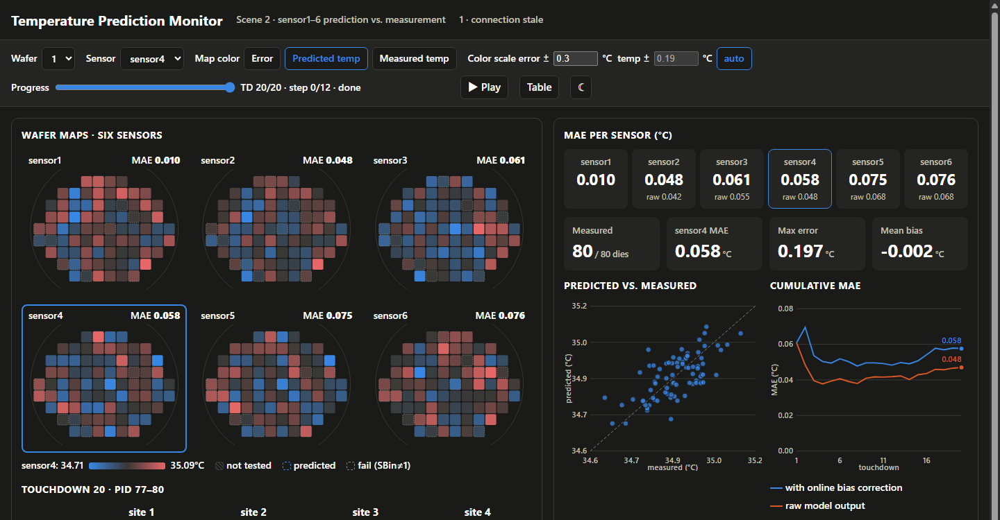 Temperature Prediction Monitor
Scene 2 · sensor1–6 prediction vs. measurement
1 · connection stale
Wafer 1 Sensor sensor4 Map color Error Predicted temp Measured temp Color scale error ± 0.3 °C temp ± 0.19 °C auto
Progress TD 20/20 · step 0/12 · done ▶ Play Table ☾
WAFER MAPS · SIX SENSORS
sensor1 MAE 0.010
sensor2 MAE 0.048
sensor3 MAE 0.061
sensor4 MAE 0.058
sensor5 MAE 0.075
sensor6 MAE 0.076
sensor4: 34.71 35.09°C not tested predicted fail (SBin≠1)
TOUCHDOWN 20 · PID 77–80
site 1 site 2 site 3 site 4
MAE PER SENSOR (°C)
sensor1
0.010
sensor2
0.048
raw 0.042
sensor3
0.061
raw 0.055
sensor4
0.058
raw 0.048
sensor5
0.075
raw 0.068
sensor6
0.076
raw 0.068
Measured
80 / 80 dies
sensor4 MAE
0.058 °C
Max error
0.197 °C
Mean bias
-0.002 °C
PREDICTED VS. MEASURED
predicted (°C)
35.2
35.0
34.9
34.7
34.6
34.6 34.7 34.9 35.0 35.2
measured (°C)
CUMULATIVE MAE
MAE (°C)
0.08
0.06
0.04
0.02
0.00
0.058
0.048
1 6 11 16
touchdown
with online bias correction
raw model output